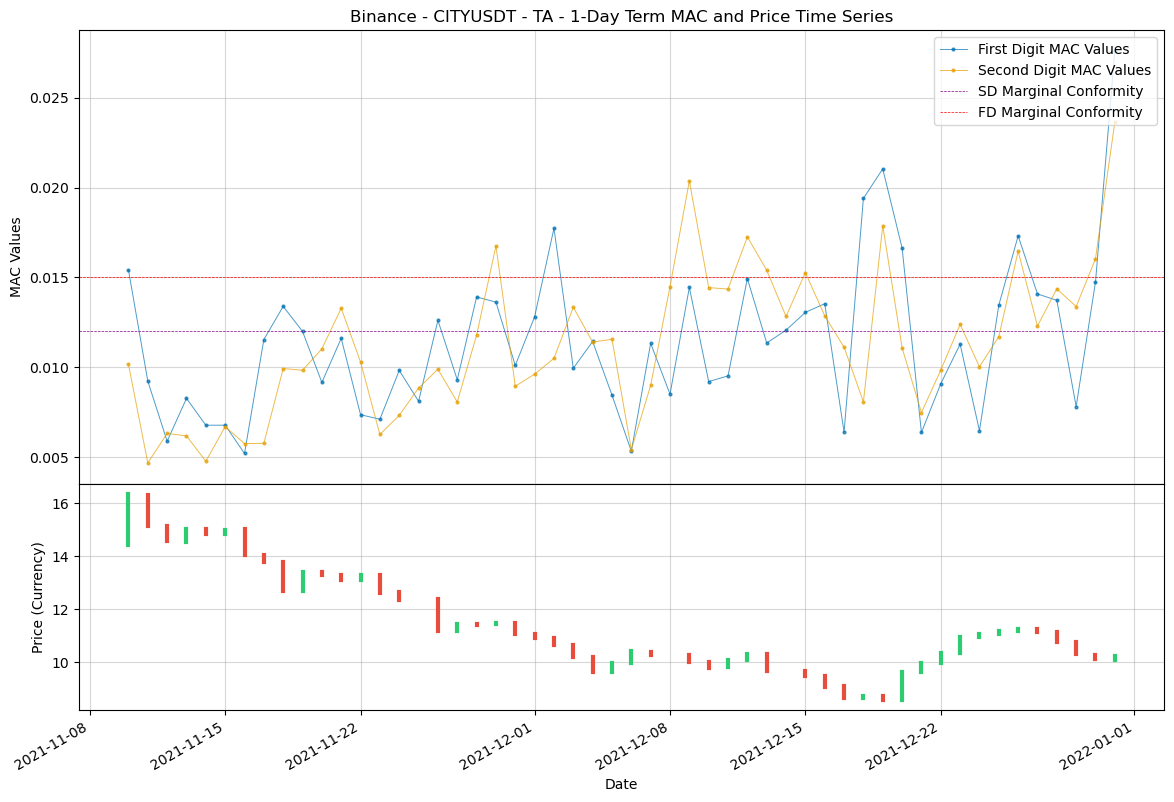 Binance - CITYUSDT - TA - 1-Day Term MAC and Price Time Series
First Digit MAC Values
Second Digit MAC Values
SD Marginal Conformity
FD Marginal Conformity
MAC Values
0.025
0.020
0.015
0.010
0.005
Price (Currency)
16
14
12
10
2021-11-08
2021-11-15
2021-11-22
2021-12-01
2021-12-08
2021-12-15
2021-12-22
2022-01-01
Date